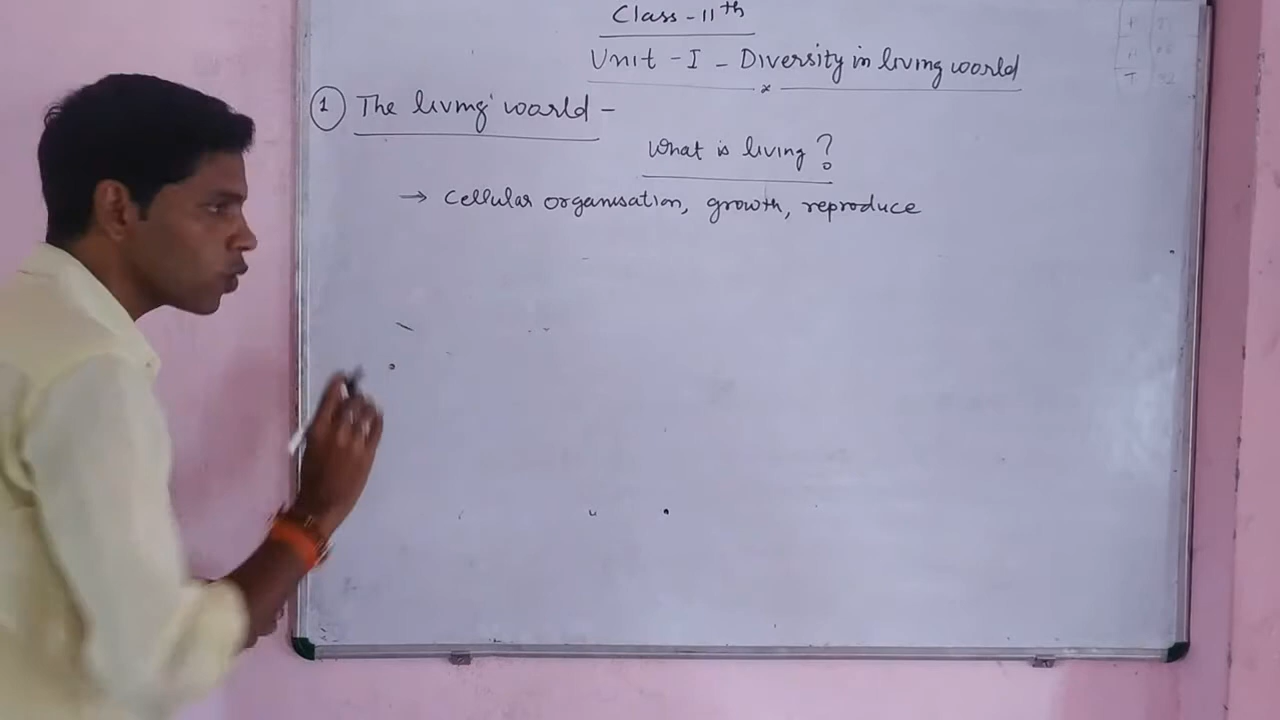 Class - 11th
Unit - I - Diversity in living world
1 The living world -
What is living?
→ Cellular organisation, growth, reproduce